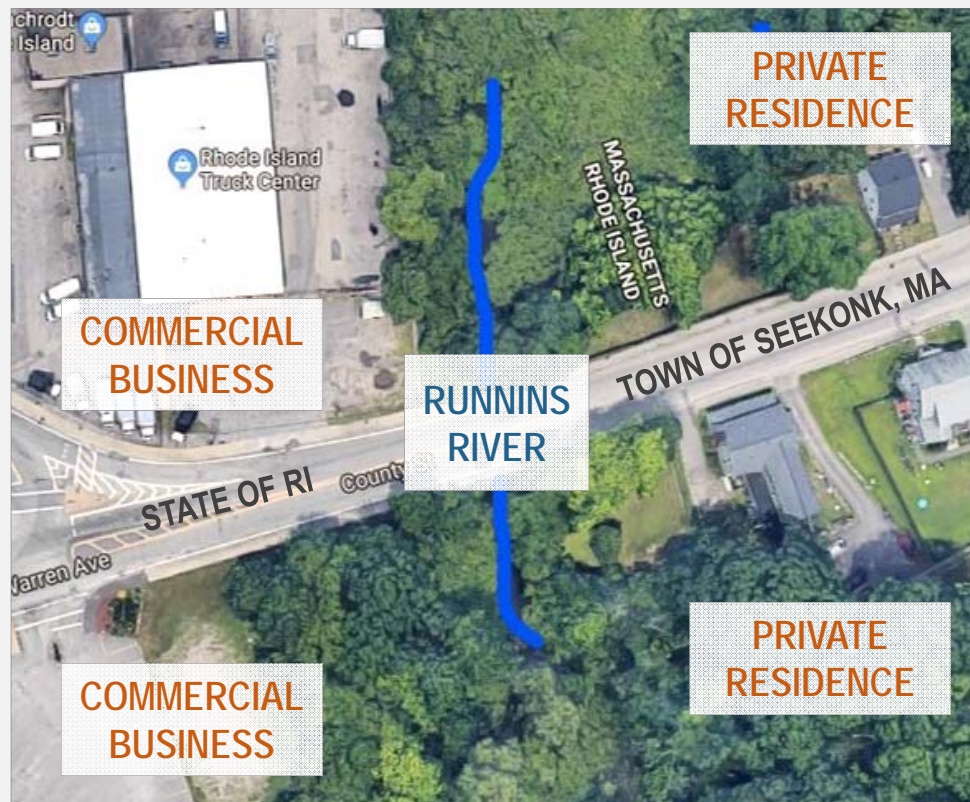 Island
PRIVATE
RESIDENCE
Rhode Island
Truck Center
MASSACHUSETTS
RHODE ISLAND
COMMERCIAL
BUSINESS
TOWN OF SEEKONK, MA
RUNNINS
RIVER
STATE OF RI
County
Warren Ave
PRIVATE
RESIDENCE
COMMERCIAL
BUSINESS